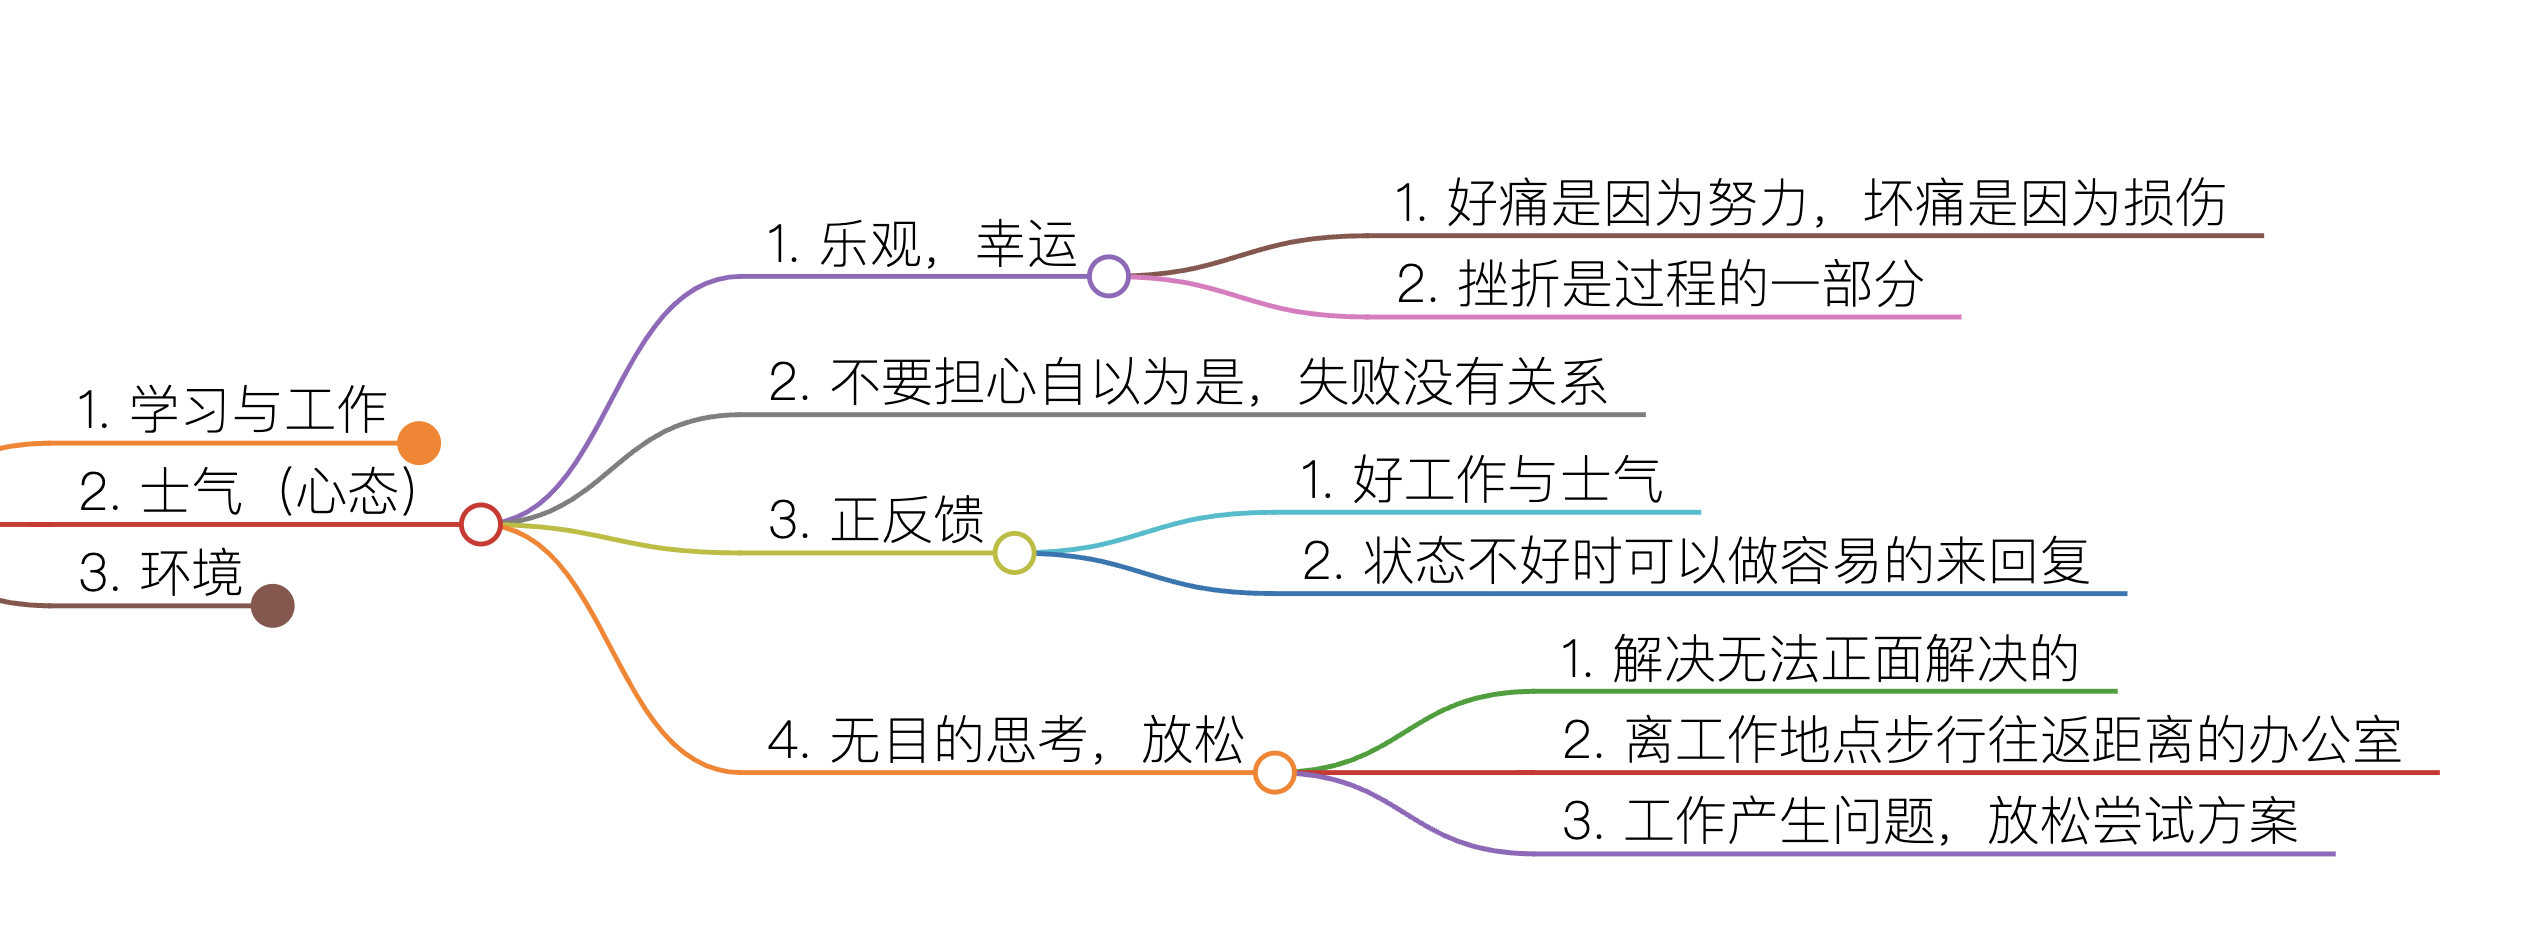 1. 学习与工作
2. 士气（心态）
3. 环境
1. 乐观，幸运
1. 好痛是因为努力，坏痛是因为损伤
2. 挫折是过程的一部分
2. 不要担心自以为是，失败没有关系
3. 正反馈
1. 好工作与士气
2. 状态不好时可以做容易的来回复
4. 无目的思考，放松
1. 解决无法正面解决的
2. 离工作地点步行往返距离的办公室
3. 工作产生问题，放松尝试方案